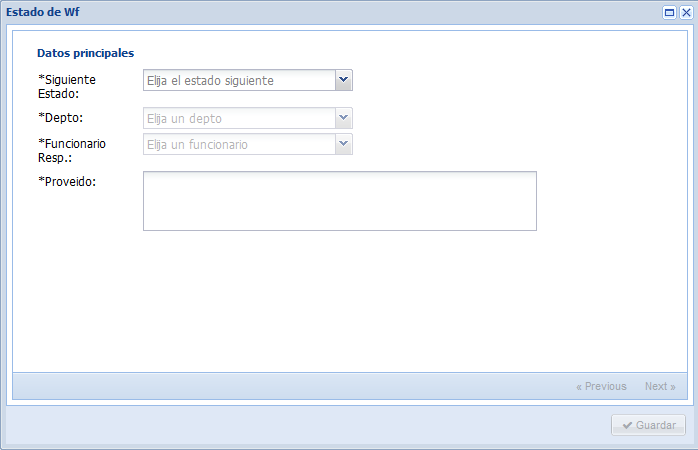 Estado de Wf
Datos principales
*Siguiente
Estado:
Elija el estado siguiente
*Depto:
Elija un depto
*Funcionario
Resp.:
Elija un funcionario
*Proveido:
« Previous
Next »
Guardar